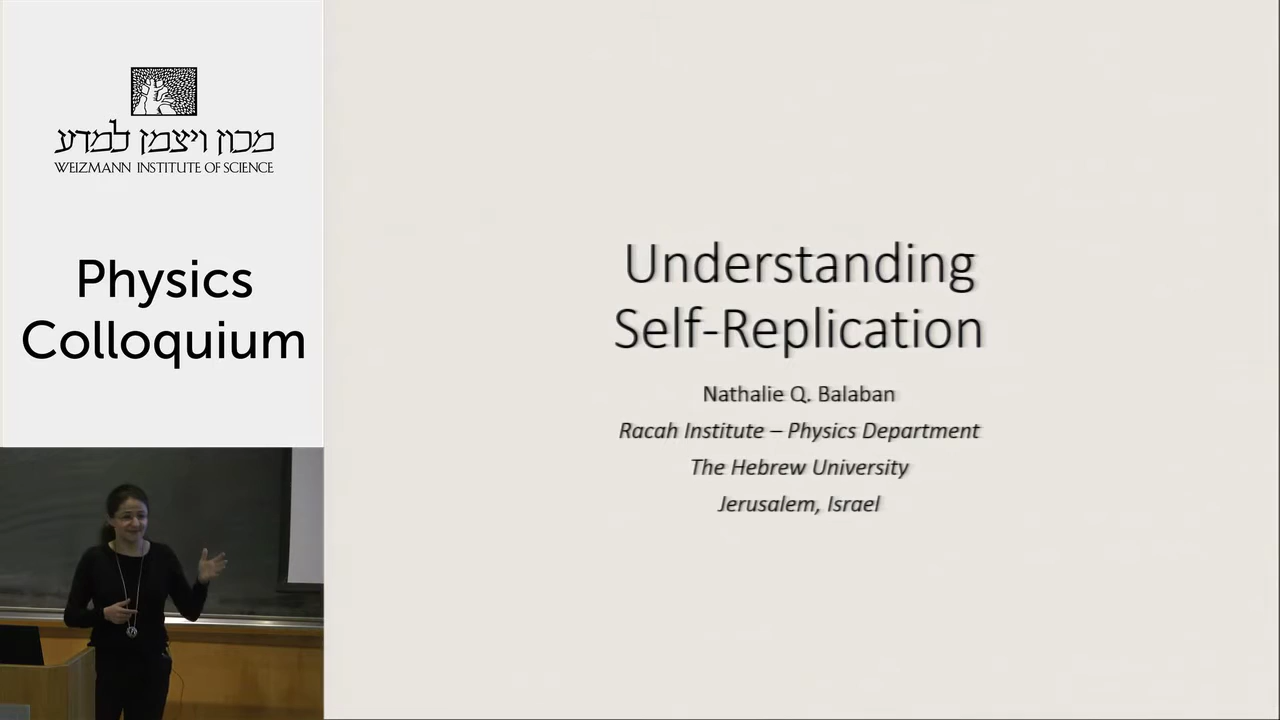 מכון ויצמן למדע
WEIZMANN INSTITUTE OF SCIENCE
Physics
Colloquium
Understanding
Self-Replication
Nathalie Q. Balaban
Racah Institute – Physics Department
The Hebrew University
Jerusalem, Israel